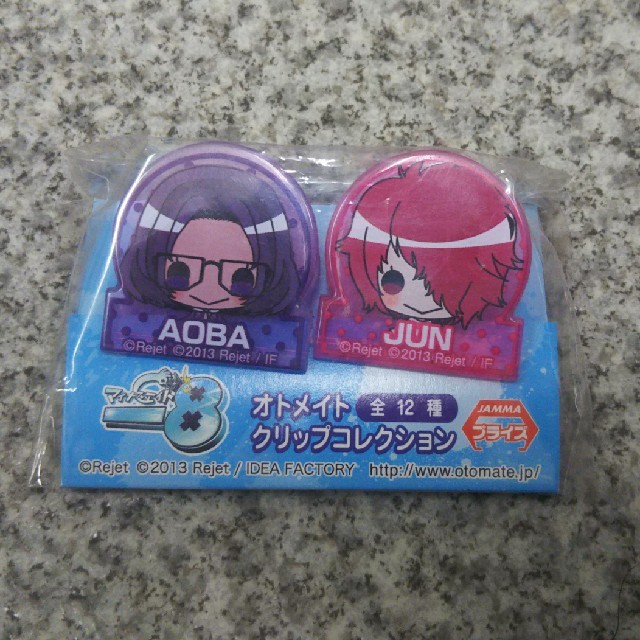 AOBA
©Rejet ©2013 Rejet / IF
JUN
©Rejet ©2013 Rejet / IF
オトメイト 全12種
クリップコレクション
JAMMA
プライズ
©Rejet ©2013 Rejet / IDEA FACTORY http://www.otomate.jp/